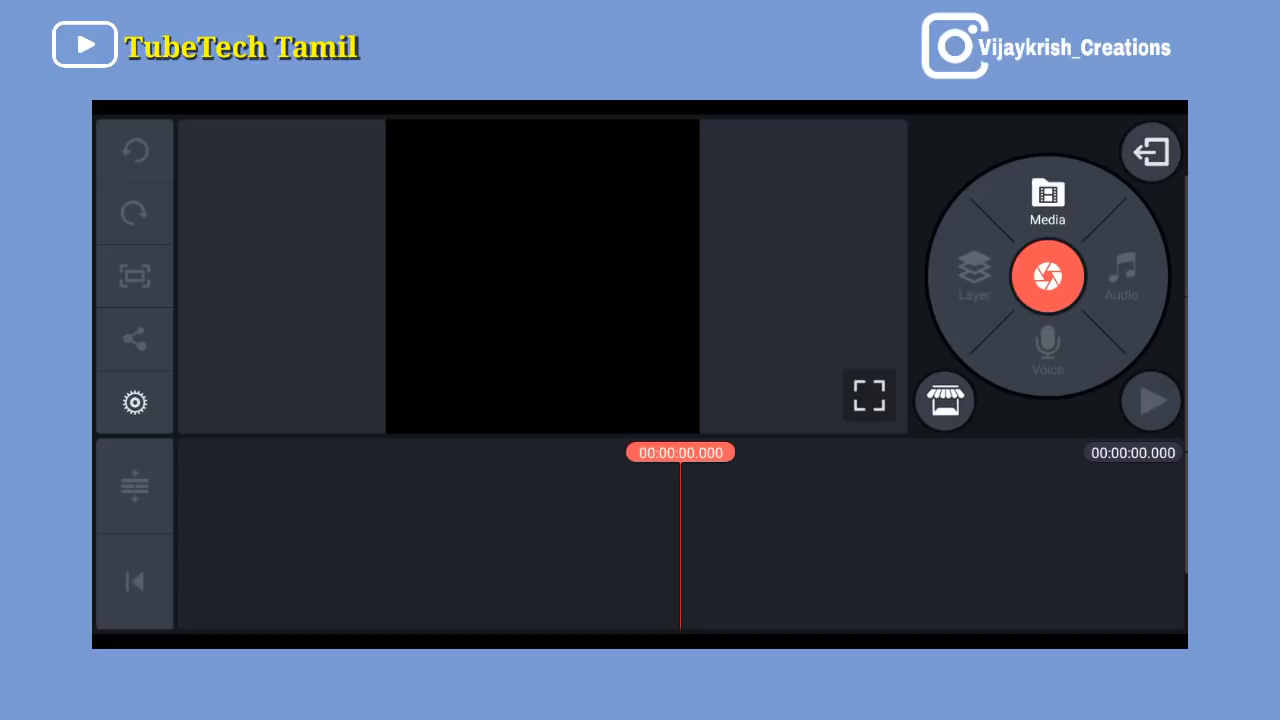 TubeTech Tamil
Vijaykrish_Creations
Media
Layer
Audio
Voice
00:00:00.000
00:00:00.000